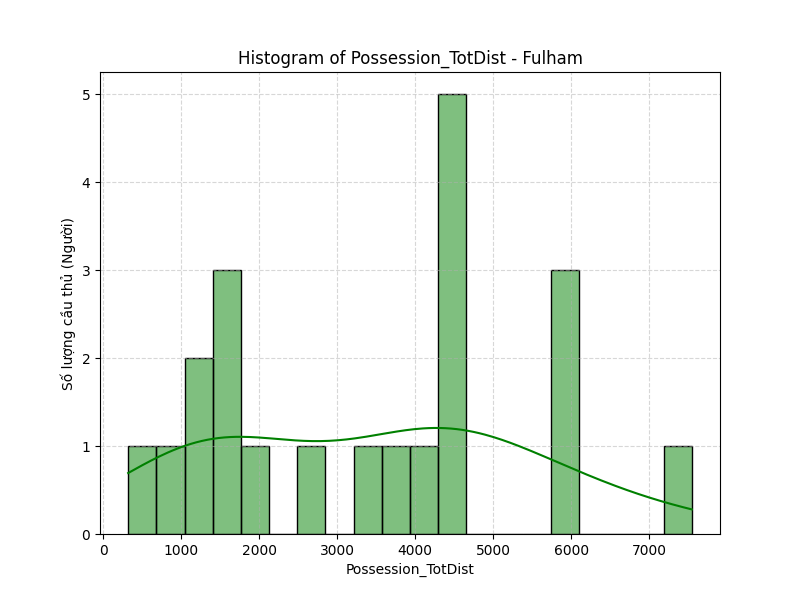 Histogram of Possession_TotDist - Fulham
Số lượng cầu thủ (Người)
5
4
3
2
1
0
0 1000 2000 3000 4000 5000 6000 7000
Possession_TotDist